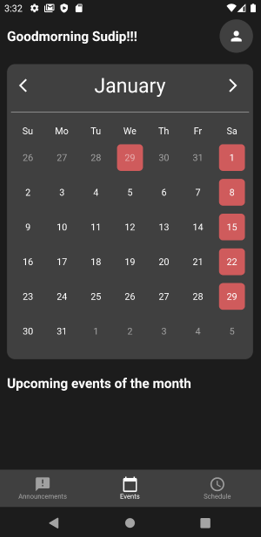 3:32
Goodmorning Sudip!!!
January
Su Mo Tu We Th Fr Sa
26 27 28 29 30 31 1
2 3 4 5 6 7 8
9 10 11 12 13 14 15
16 17 18 19 20 21 22
23 24 25 26 27 28 29
30 31 1 2 3 4 5
Upcoming events of the month
Announcements Events Schedule